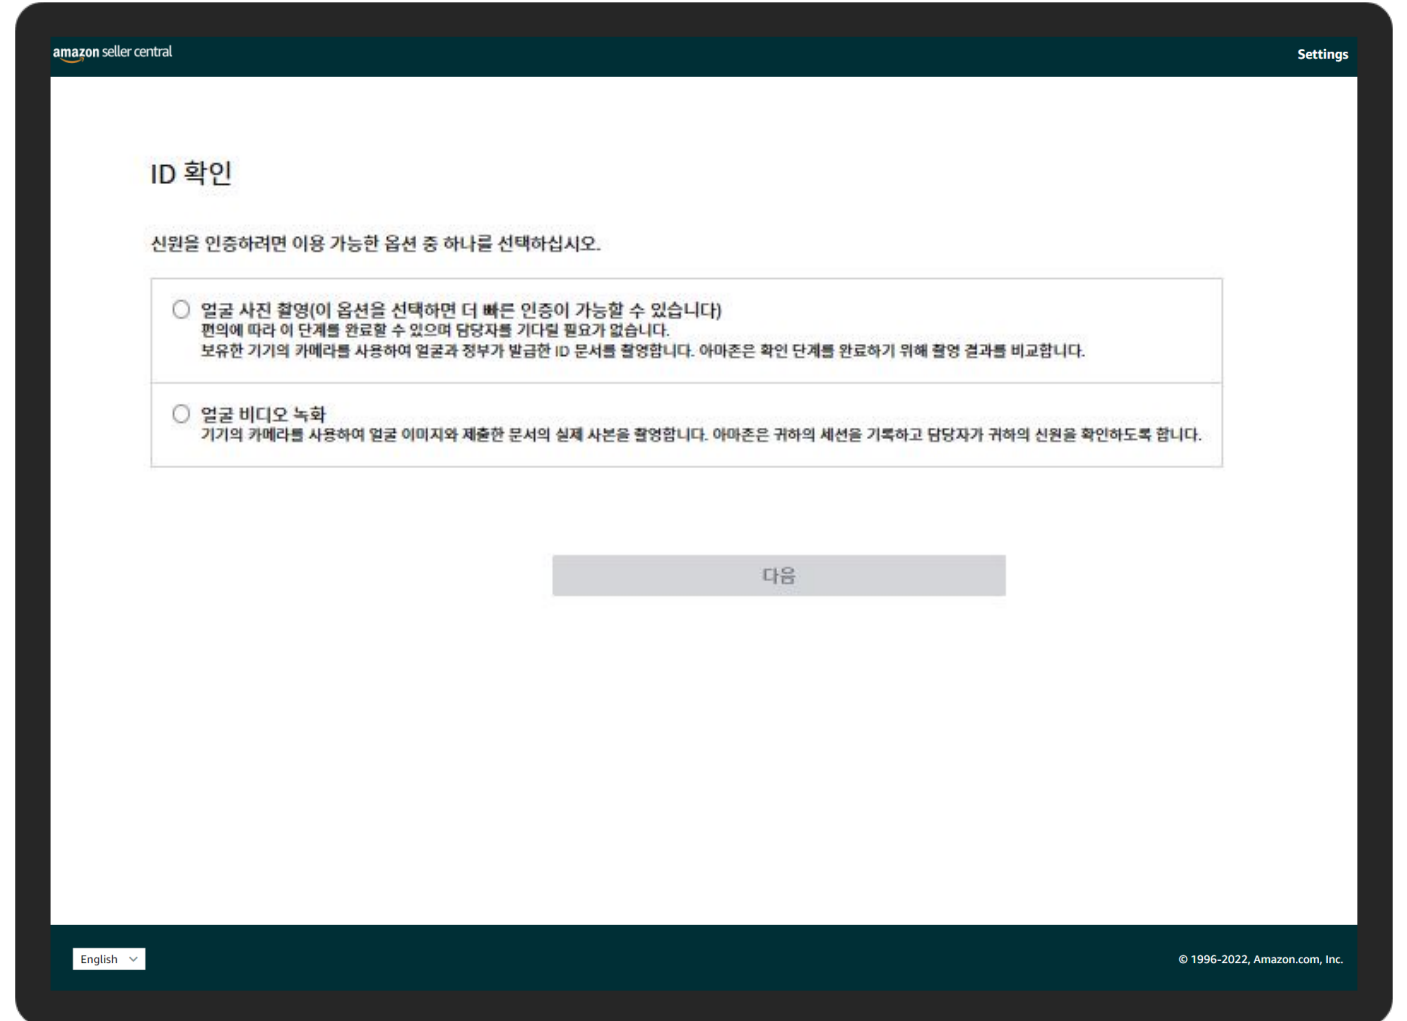 amazon seller central
Settings
ID 확인
신원을 인증하려면 이용 가능한 옵션 중 하나를 선택하십시오.
얼굴 사진 촬영(이 옵션을 선택하면 더 빠른 인증이 가능할 수 있습니다)
편의에 따라 이 단계를 완료할 수 있으며 담당자를 기다릴 필요가 없습니다.
보유한 기기의 카메라를 사용하여 얼굴과 정부가 발급한 ID 문서를 촬영합니다. 아마존은 확인 단계를 완료하기 위해 촬영 결과를 비교합니다.
얼굴 비디오 녹화
기기의 카메라를 사용하여 얼굴 이미지와 제출한 문서의 실제 사본을 촬영합니다. 아마존은 귀하의 세션을 기록하고 담당자가 귀하의 신원을 확인하도록 합니다.
다음
English
© 1996-2022, Amazon.com, Inc.